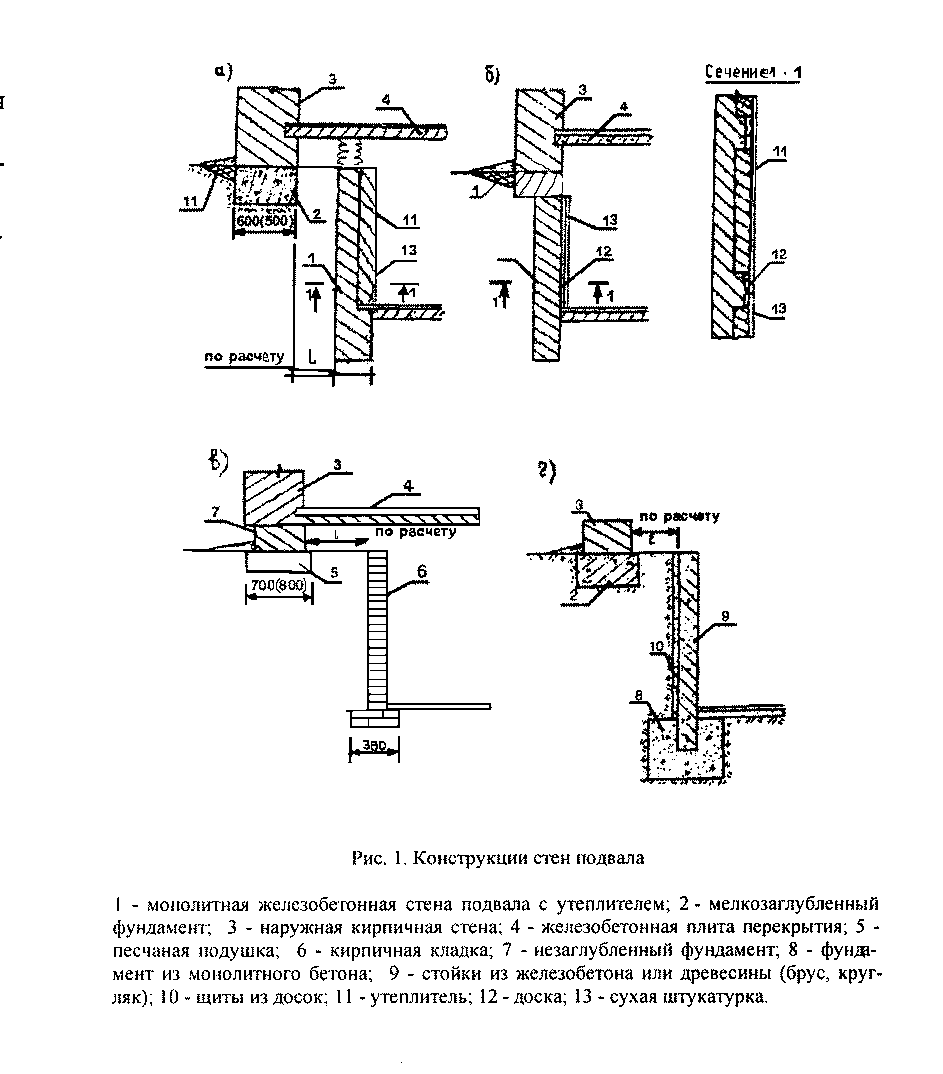 а)
3
4
11
2
600(500)
11
13
1
1
1
по расчету
l
б)
3
4
1
13
12
1
1
Сечение1 - 1
11
12
13
в)
3
4
7
l
по расчету
5
6
700(800)
380
г)
3
по расчету
ℓ
2
9
10
8
Рис. 1. Конструкции стен подвала
1 - монолитная железобетонная стена подвала с утеплителем; 2 - мелкозаглубленный
фундамент; 3 - наружная кирпичная стена; 4 - железобетонная плита перекрытия; 5 -
песчаная подушка; 6 - кирпичная кладка; 7 - незаглубленный фундамент; 8 - фунда-
мент из монолитного бетона; 9 - стойки из железобетона или древесины (брус, круг-
ляк); 10 - щиты из досок; 11 - утеплитель; 12 - доска; 13 - сухая штукатурка.